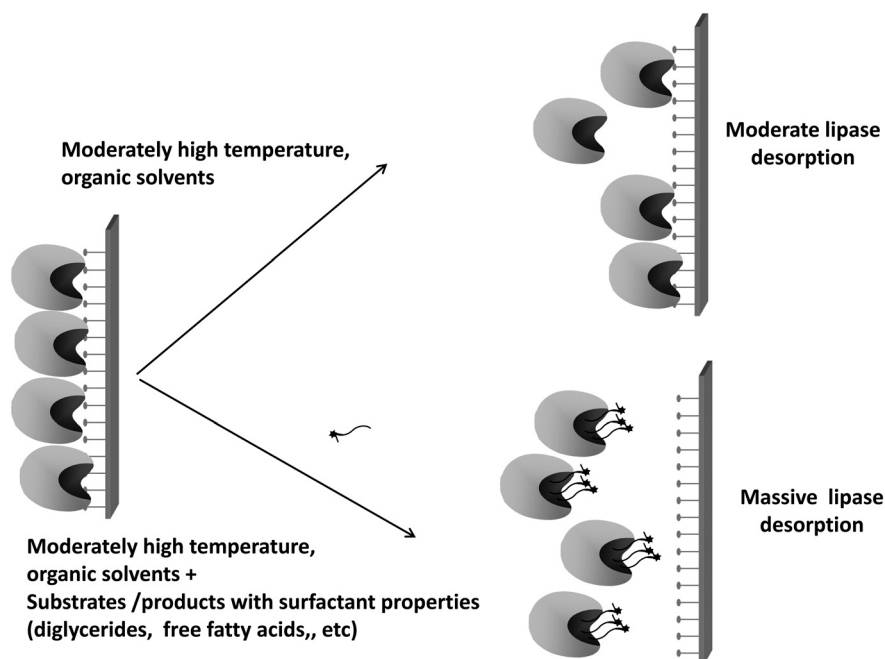 Moderately high temperature,
organic solvents
Moderate lipase
desorption
Massive lipase
desorption
Moderately high temperature,
organic solvents +
Substrates /products with surfactant properties
(diglycerides, free fatty acids,, etc)